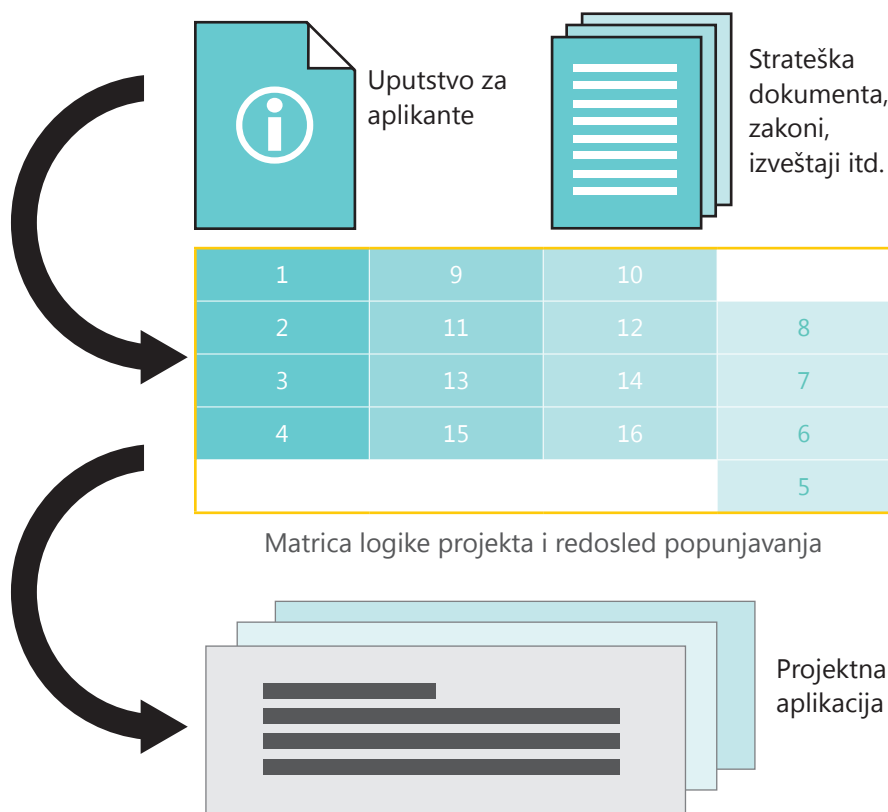 Uputstvo za
aplikante
Strateška
dokumenta,
zakoni,
izveštaji itd.
1 9 10
2 11 12 8
3 13 14 7
4 15 16 6
5
Matrica logike projekta i redosled popunjavanja
Projektna
aplikacija